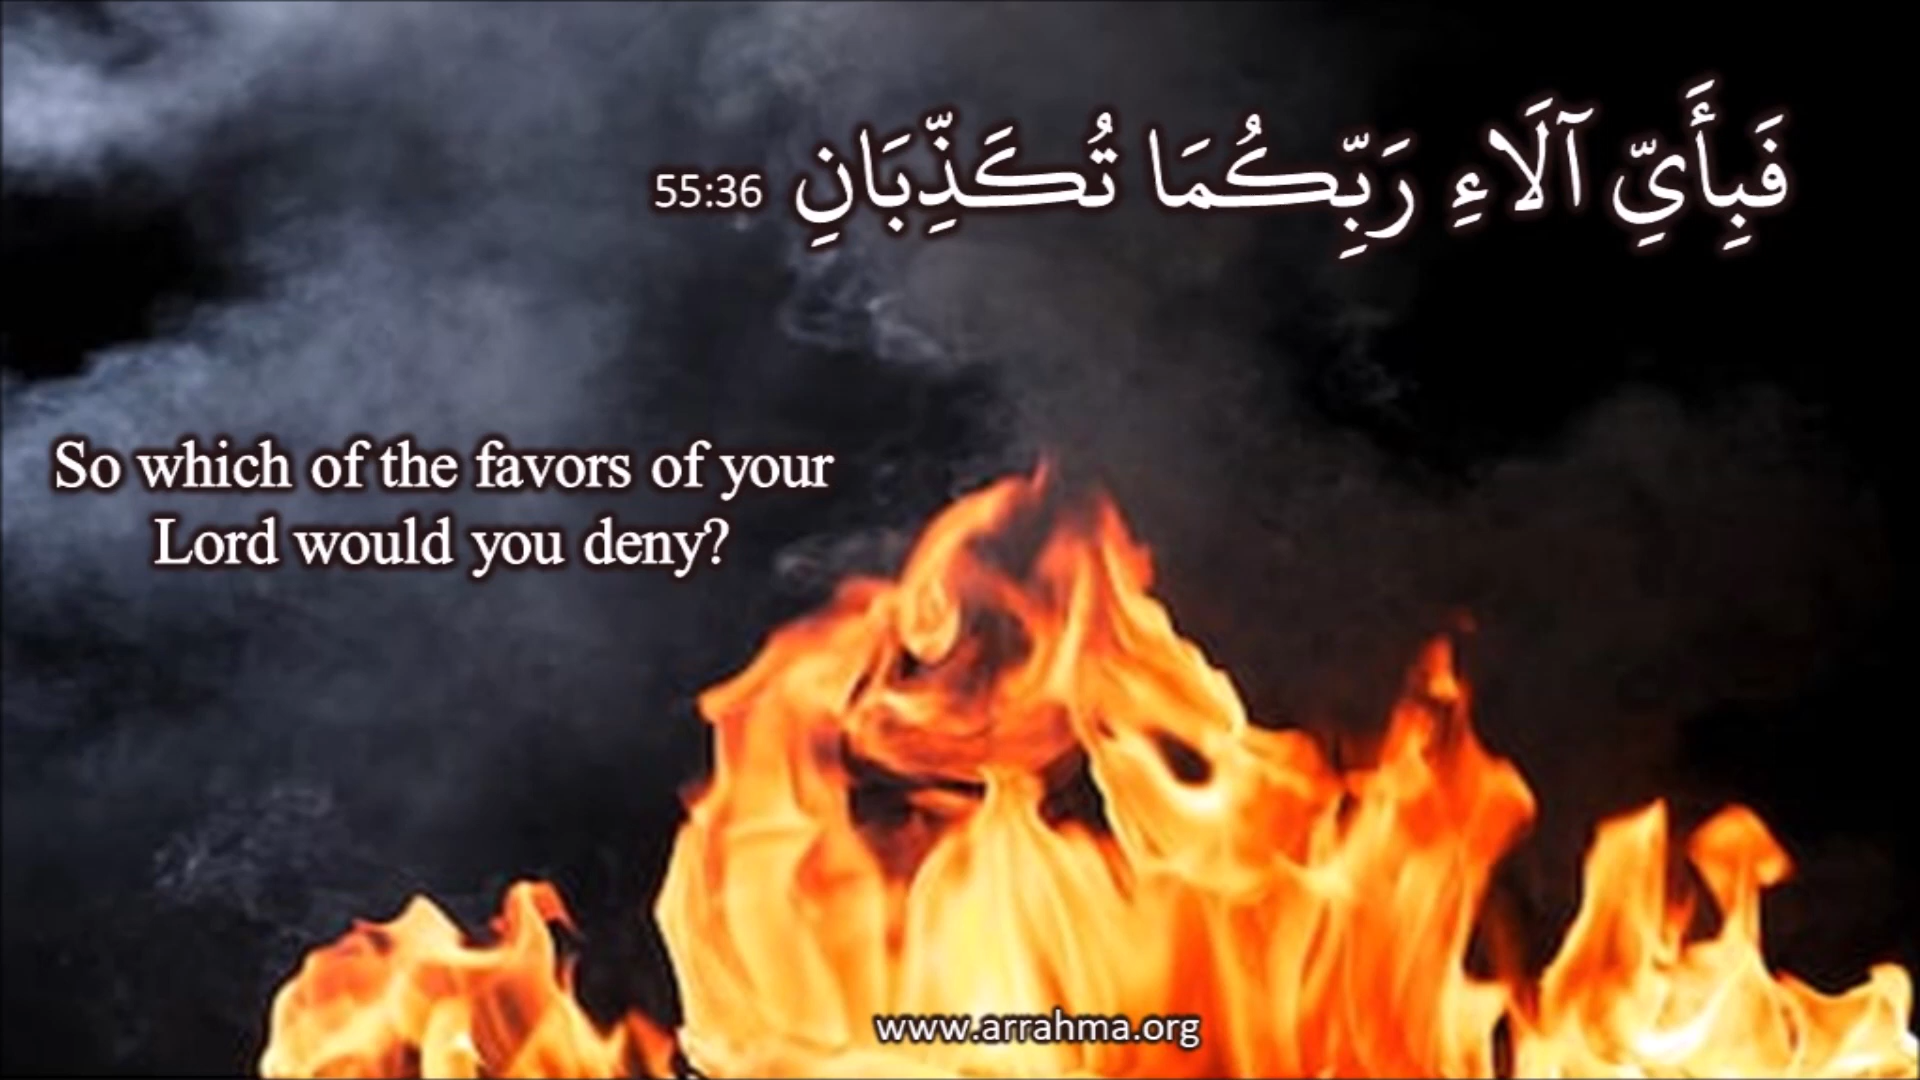 فَبِأَيِّ آلَاءِ رَبِّكُمَا تُكَذِّبَانِ 55:36
So which of the favors of your
Lord would you deny?
www.arrahma.org